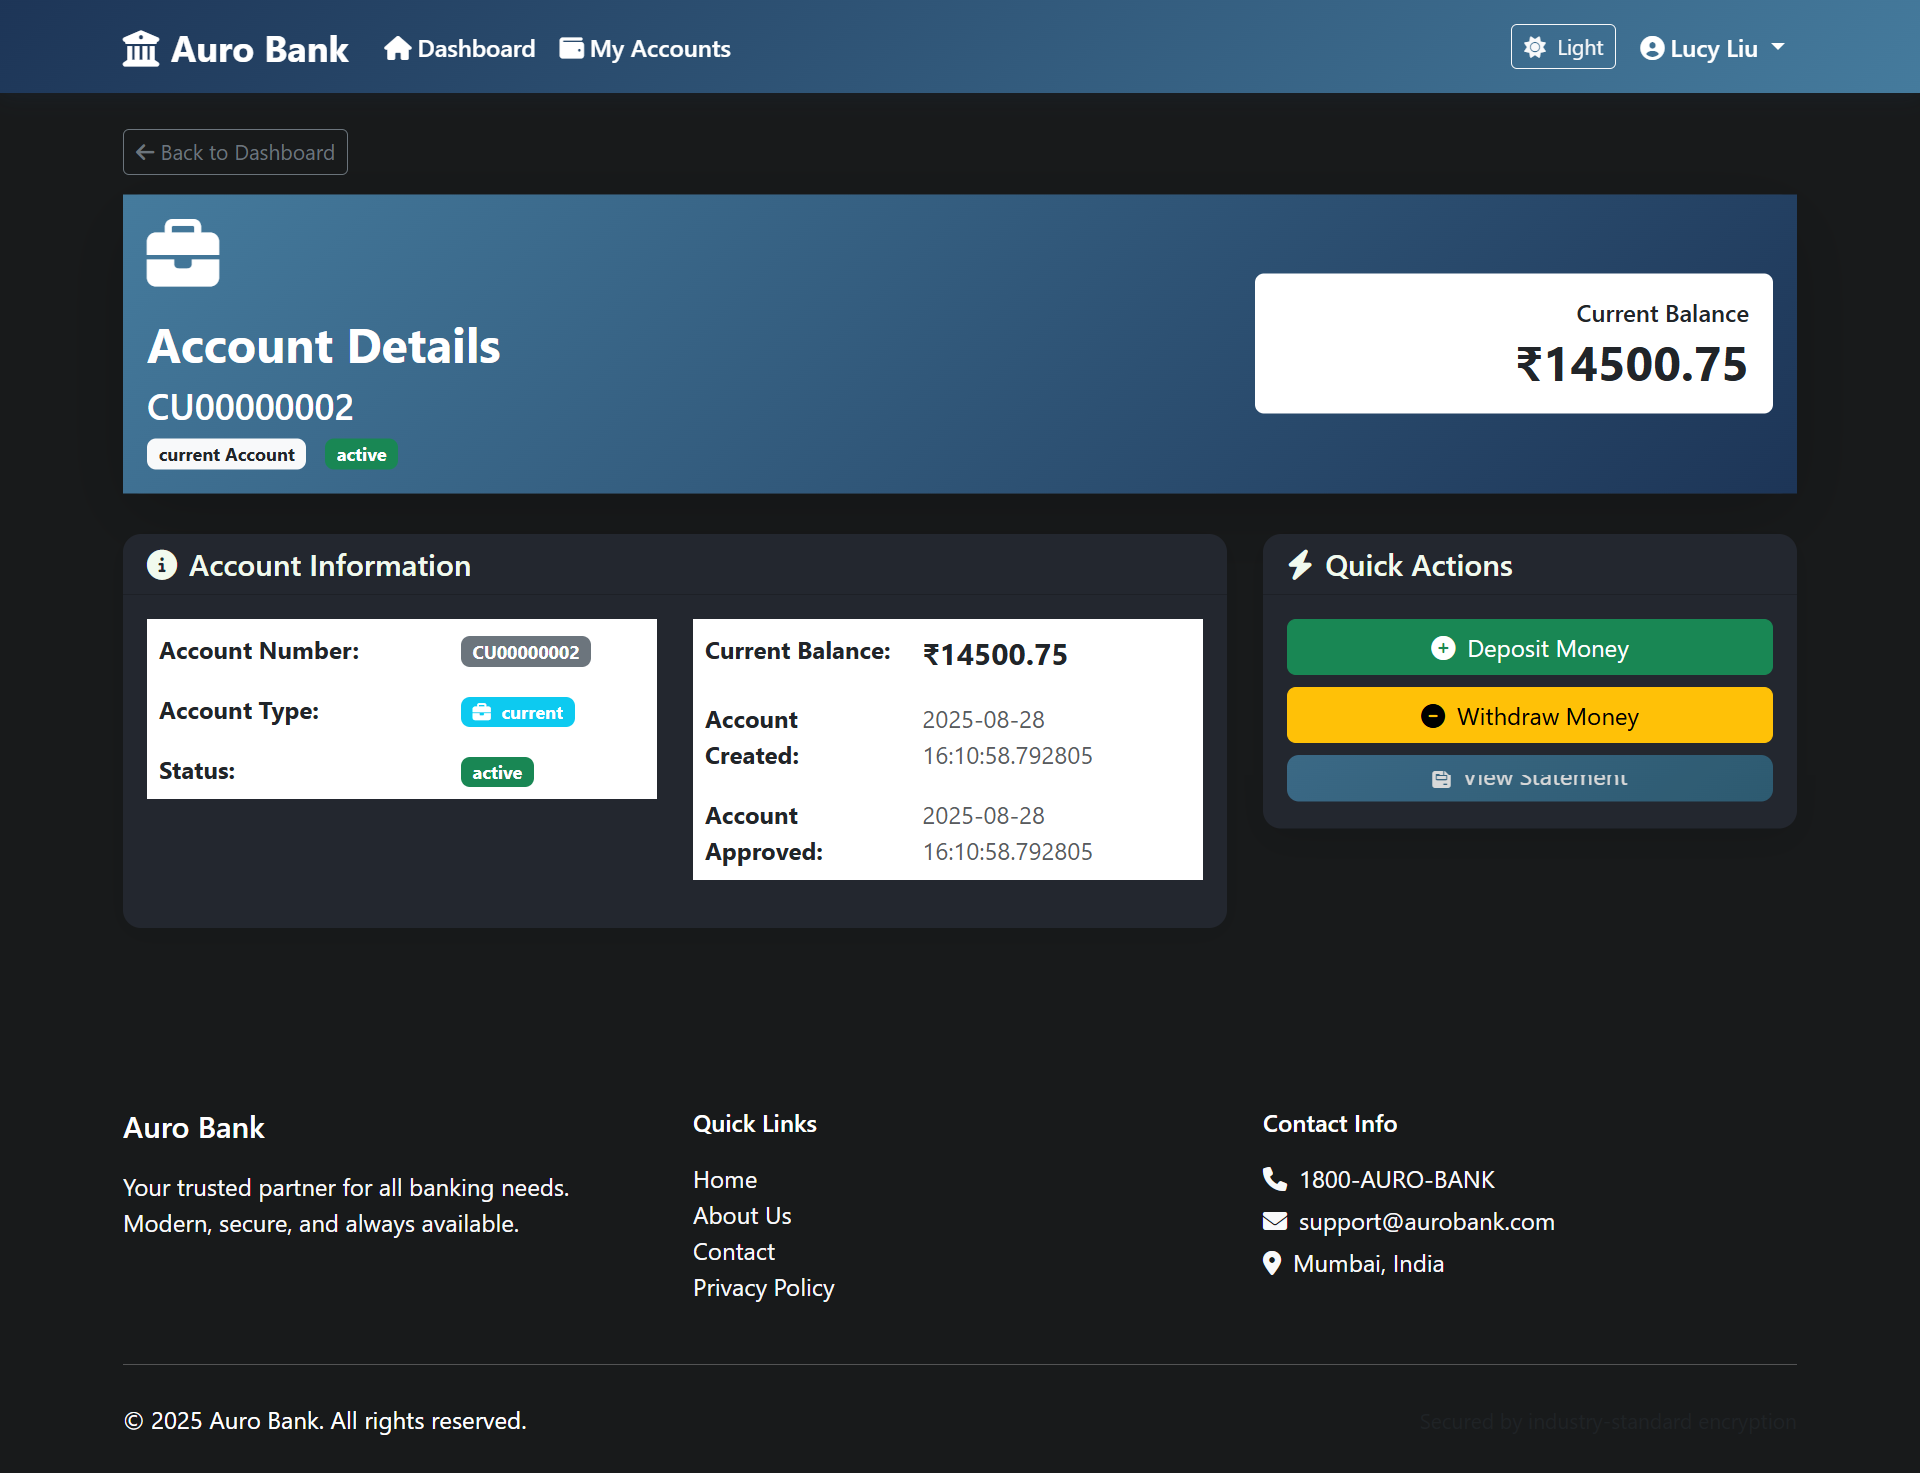 Auro Bank
Dashboard
My Accounts
Light
Lucy Liu
Back to Dashboard
Account Details
CU00000002
current Account
active
Current Balance
₹14500.75
Account Information
Account Number:
CU00000002
Account Type:
current
Status:
active
Current Balance:
₹14500.75
Account
Created:
2025-08-28
16:10:58.792805
Account
Approved:
2025-08-28
16:10:58.792805
Quick Actions
Deposit Money
Withdraw Money
View Statement
Auro Bank
Your trusted partner for all banking needs.
Modern, secure, and always available.
Quick Links
Home
About Us
Contact
Privacy Policy
Contact Info
1800-AURO-BANK
support@aurobank.com
Mumbai, India
© 2025 Auro Bank. All rights reserved.
Secured by industry-standard encryption